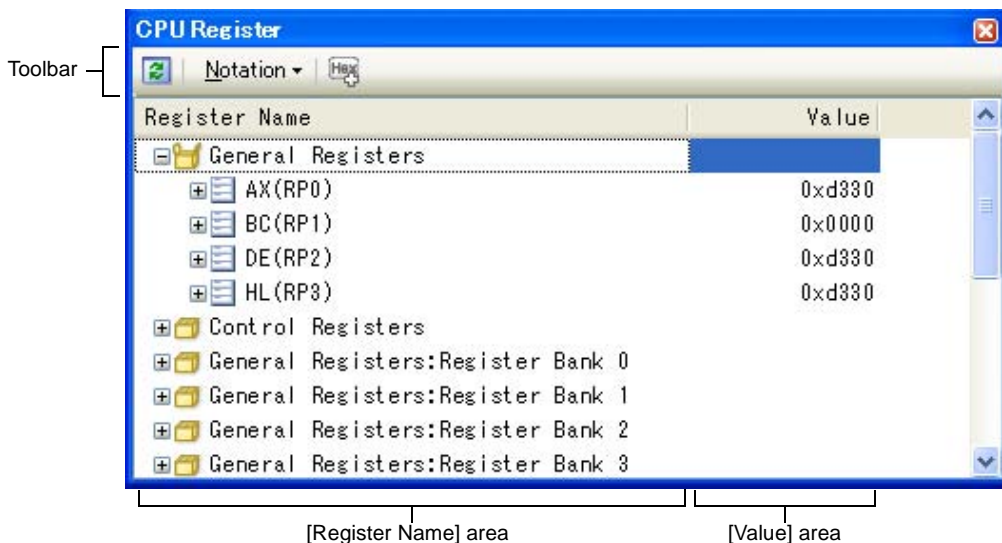 CPU Register
Toolbar
Notation
Hex
Register Name Value
General Registers
AX(RP0) 0xd330
BC(RP1) 0x0000
DE(RP2) 0xd330
HL(RP3) 0xd330
Control Registers
General Registers:Register Bank 0
General Registers:Register Bank 1
General Registers:Register Bank 2
General Registers:Register Bank 3
[Register Name] area [Value] area